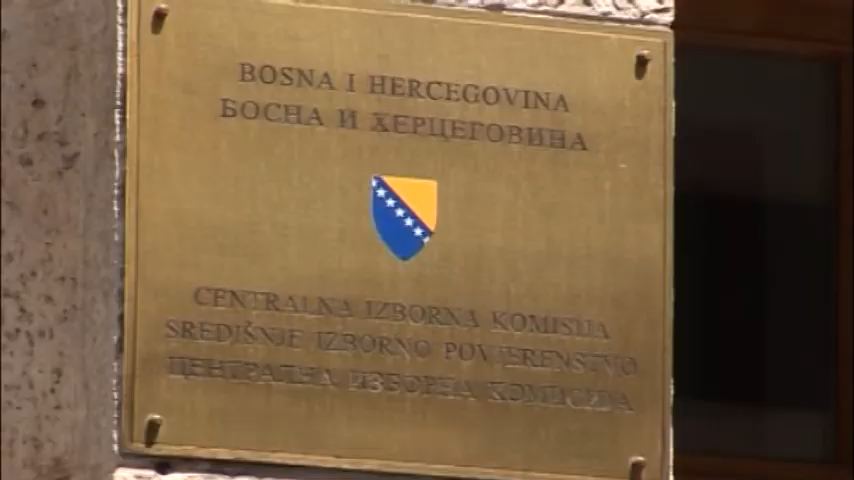 BOSNA I HERCEGOVINA
БОСНА И ХЕРЦЕГОВИНА
CENTRALNA IZBORNA KOMISIJA
SREDIŠNJE IZBORNO POVJERENSTVO
ЦЕНТРАЛНА ИЗБОРНА КОМИСИЈА